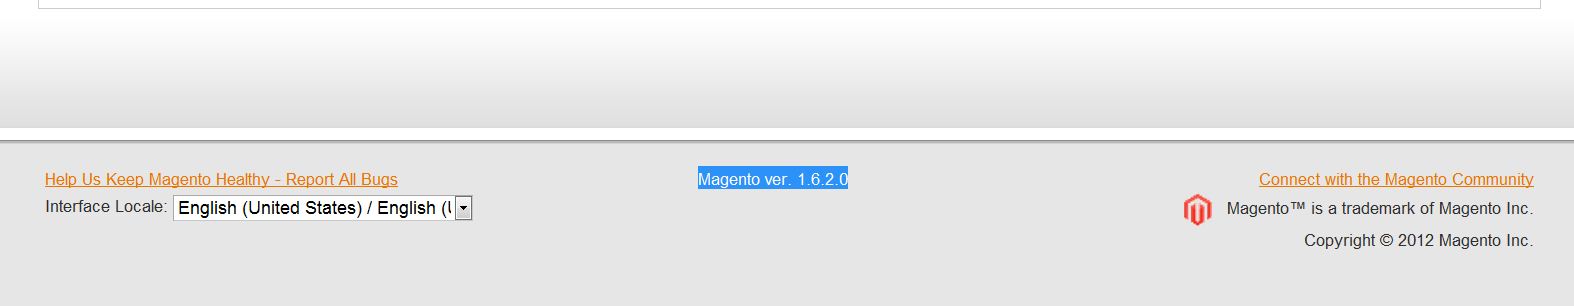 Help Us Keep Magento Healthy - Report All Bugs
Magento ver. 1.6.2.0
Connect with the Magento Community
Interface Locale: English (United States) / English (
Magento™ is a trademark of Magento Inc.
Copyright © 2012 Magento Inc.